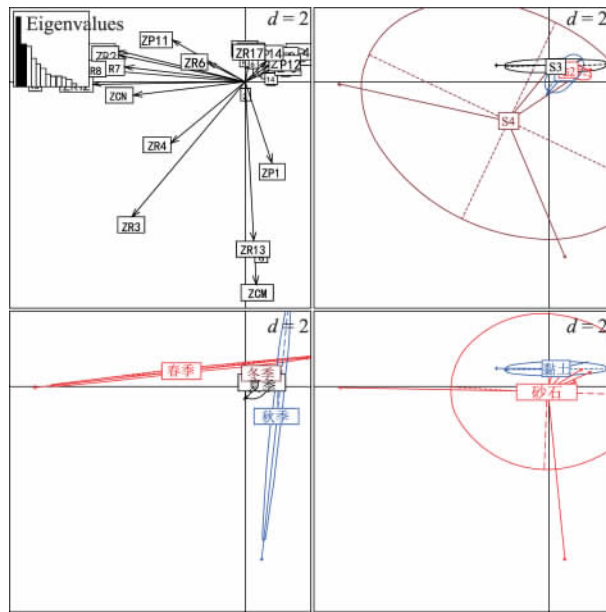 Eigenvalues
d = 2
ZP11
ZR17
P14
ZR6
ZP12
R8
R7
ZCN
ZR4
ZP1
ZR3
ZR13
ZCM
d = 2
S3
S4
d = 2
春季
冬季
夏季
秋季
d = 2
黏土
砂石